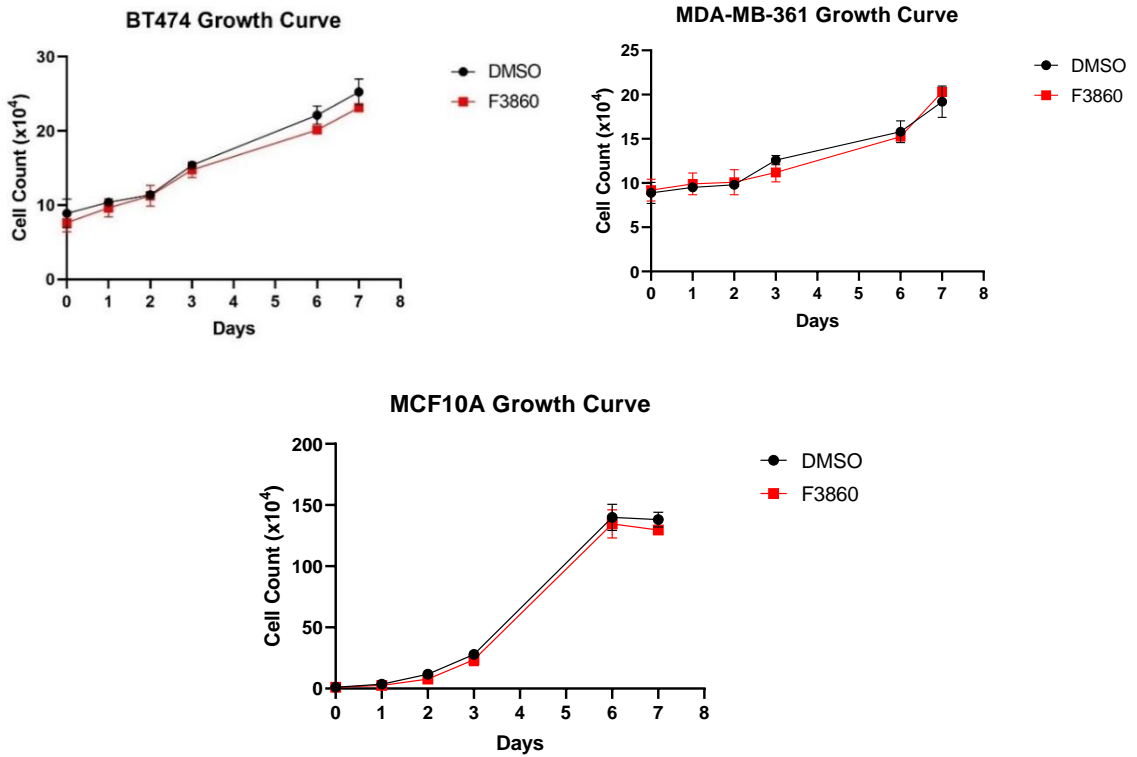 BT474 Growth Curve
Cell Count (x10⁴)
30
20
10
0
0 1 2 3 4 5 6 7 8
Days
DMSO
F3860
MDA-MB-361 Growth Curve
Cell Count (x10⁴)
25
20
15
10
5
0
0 1 2 3 4 5 6 7 8
Days
DMSO
F3860
MCF10A Growth Curve
Cell Count (x10⁴)
200
150
100
50
0
0 1 2 3 4 5 6 7 8
Days
DMSO
F3860